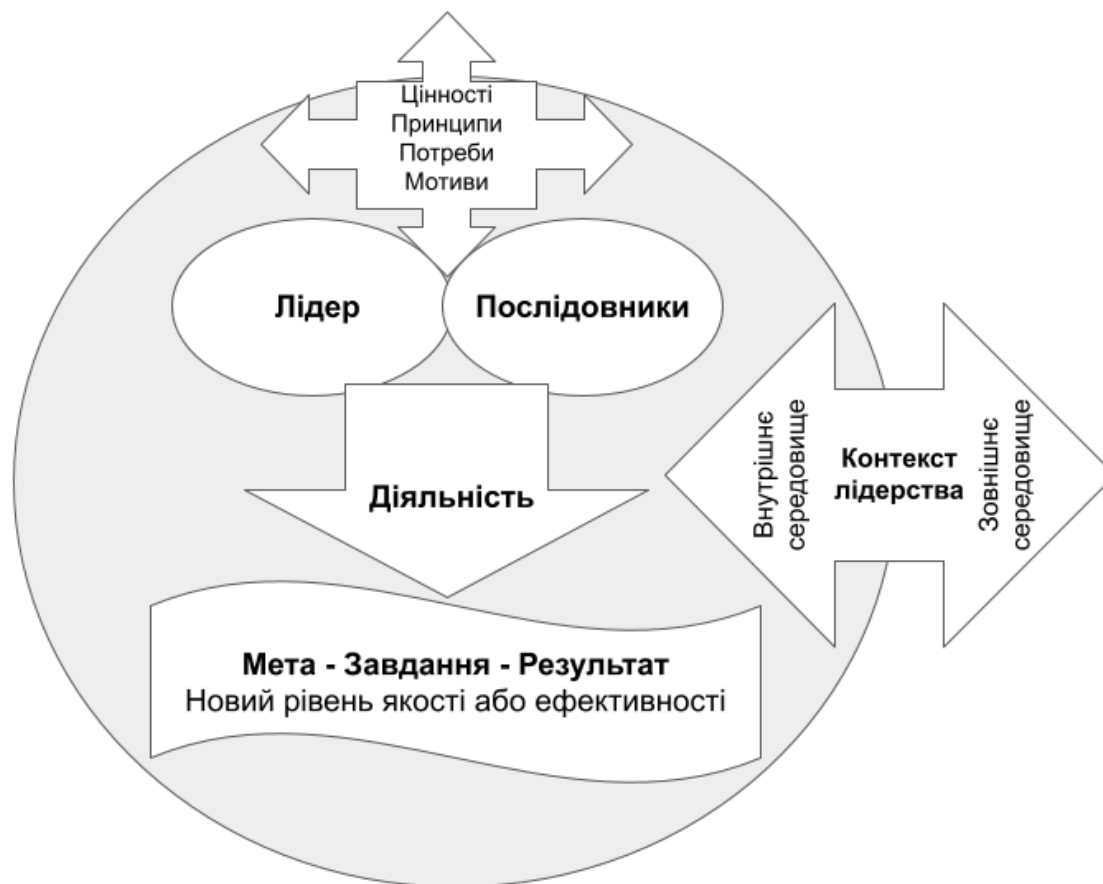 Цінності
Принципи
Потреби
Мотиви
Лідер
Послідовники
Діяльність
Внутрішнє
середовище
Контекст
лідерства
Зовнішнє
середовище
Мета - Завдання - Результат
Новий рівень якості або ефективності